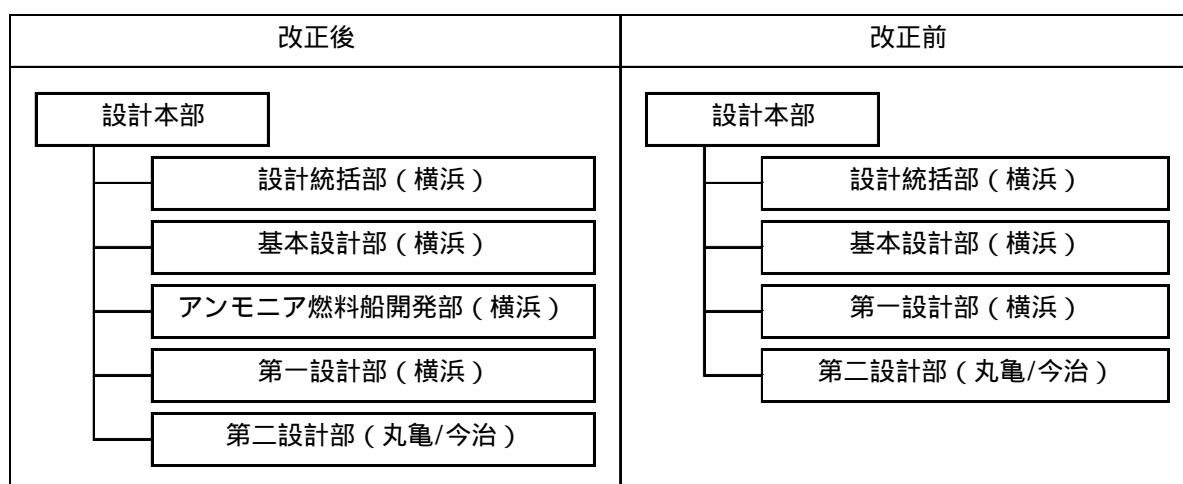 改正後
設計本部
設計統括部(横浜)
基本設計部(横浜)
アンモニア燃料船開発部(横浜)
第一設計部(横浜)
第二設計部(丸亀/今治)
改正前
設計本部
設計統括部(横浜)
基本設計部(横浜)
第一設計部(横浜)
第二設計部(丸亀/今治)